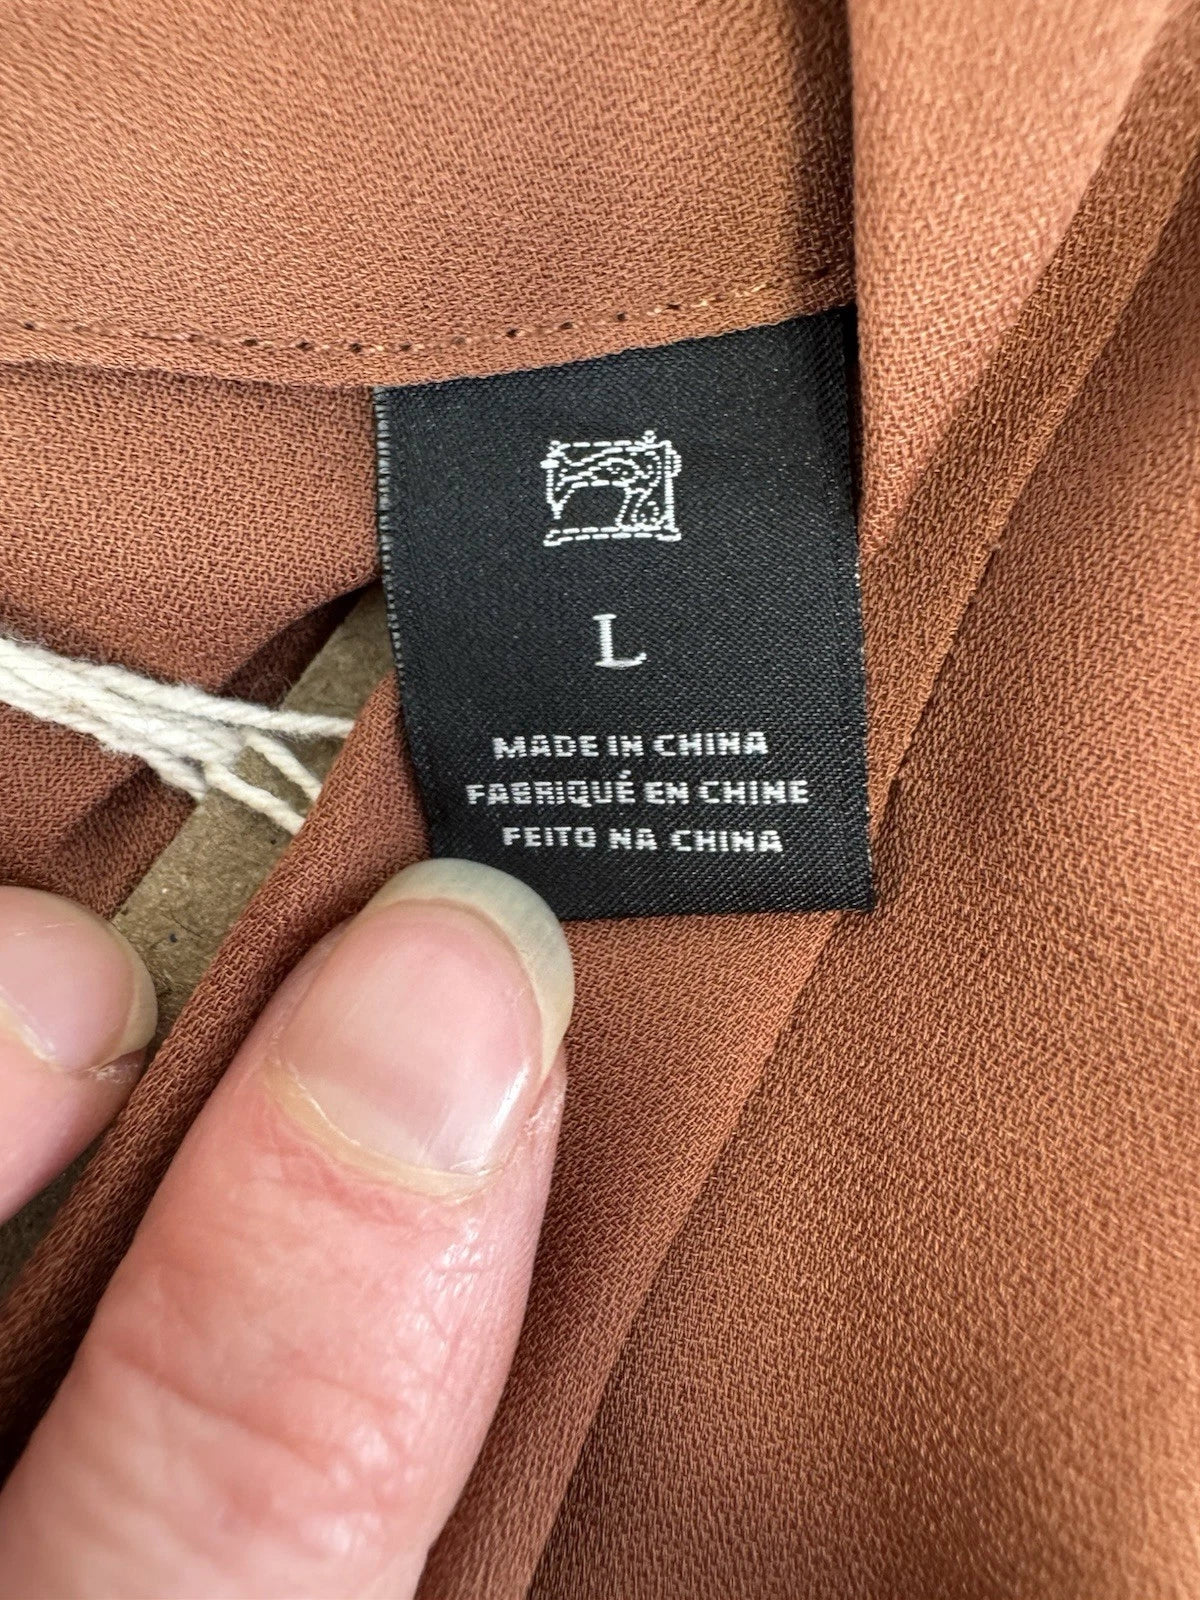 L
MADE IN CHINA
FABRIQUÉ EN CHINE
FEITO NA CHINA